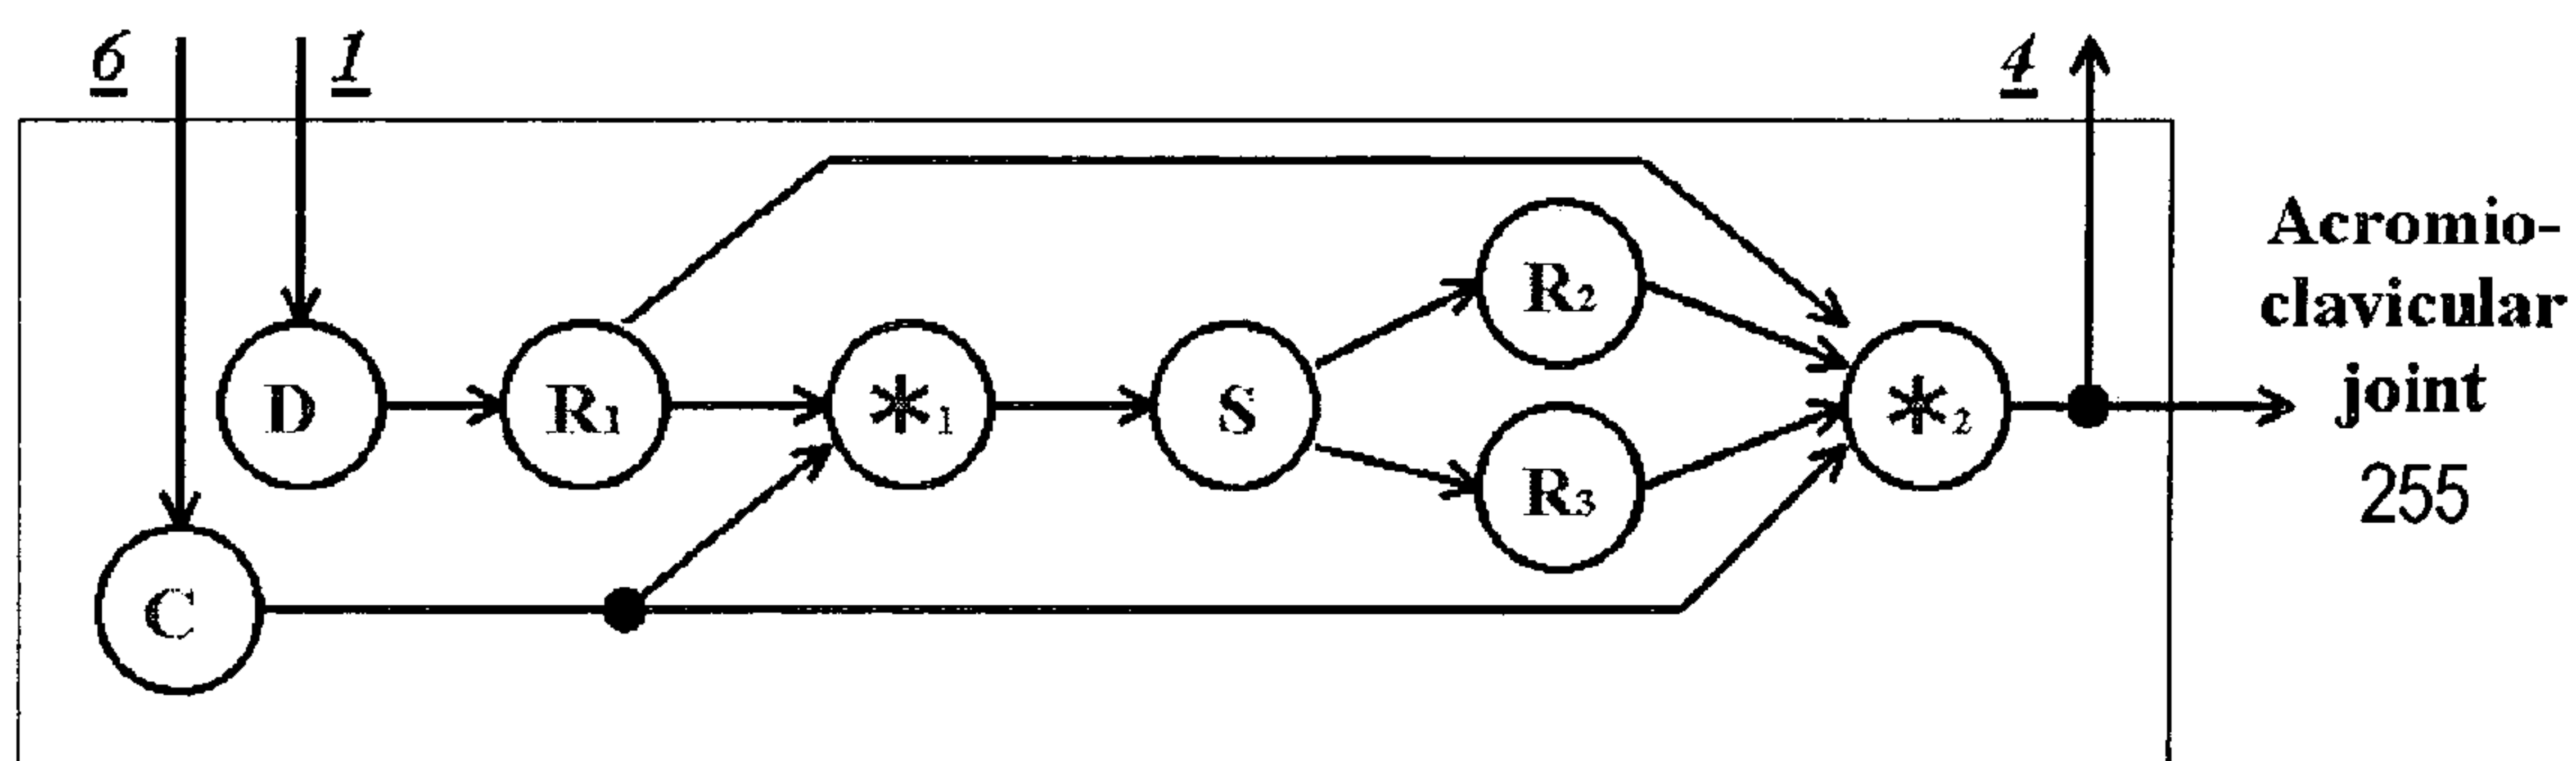 6
1
4
Acromio-
clavicular
joint
255
D
R1
*1
S
R2
R3
*2
C